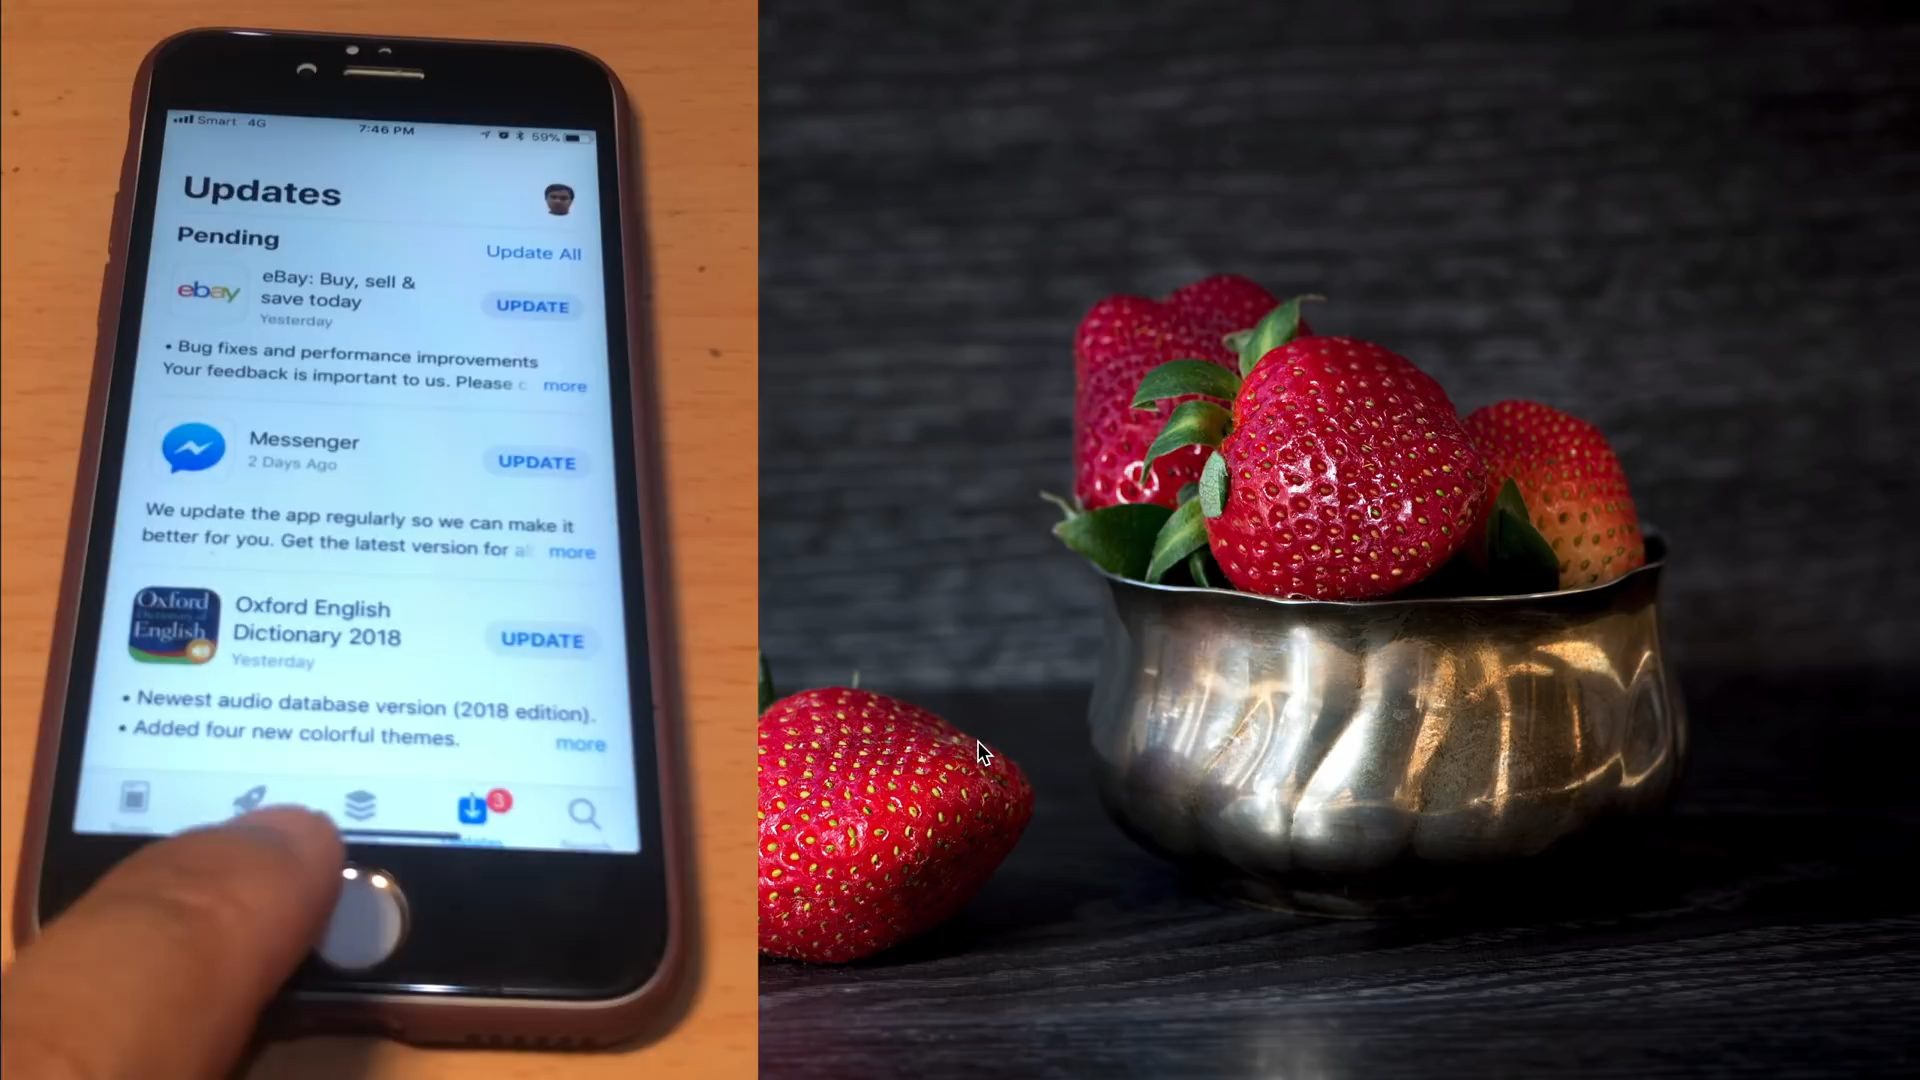 Smart 4G
7:46 PM
59%
Updates
Pending
Update All
ebay
eBay: Buy, sell &
save today
Yesterday
UPDATE
• Bug fixes and performance improvements
Your feedback is important to us. Please
more
Messenger
2 Days Ago
UPDATE
We update the app regularly so we can make it
better for you. Get the latest version for
more
Oxford
Dictionary of
English
Oxford English
Dictionary 2018
Yesterday
UPDATE
• Newest audio database version (2018 edition).
• Added four new colorful themes.
more
3